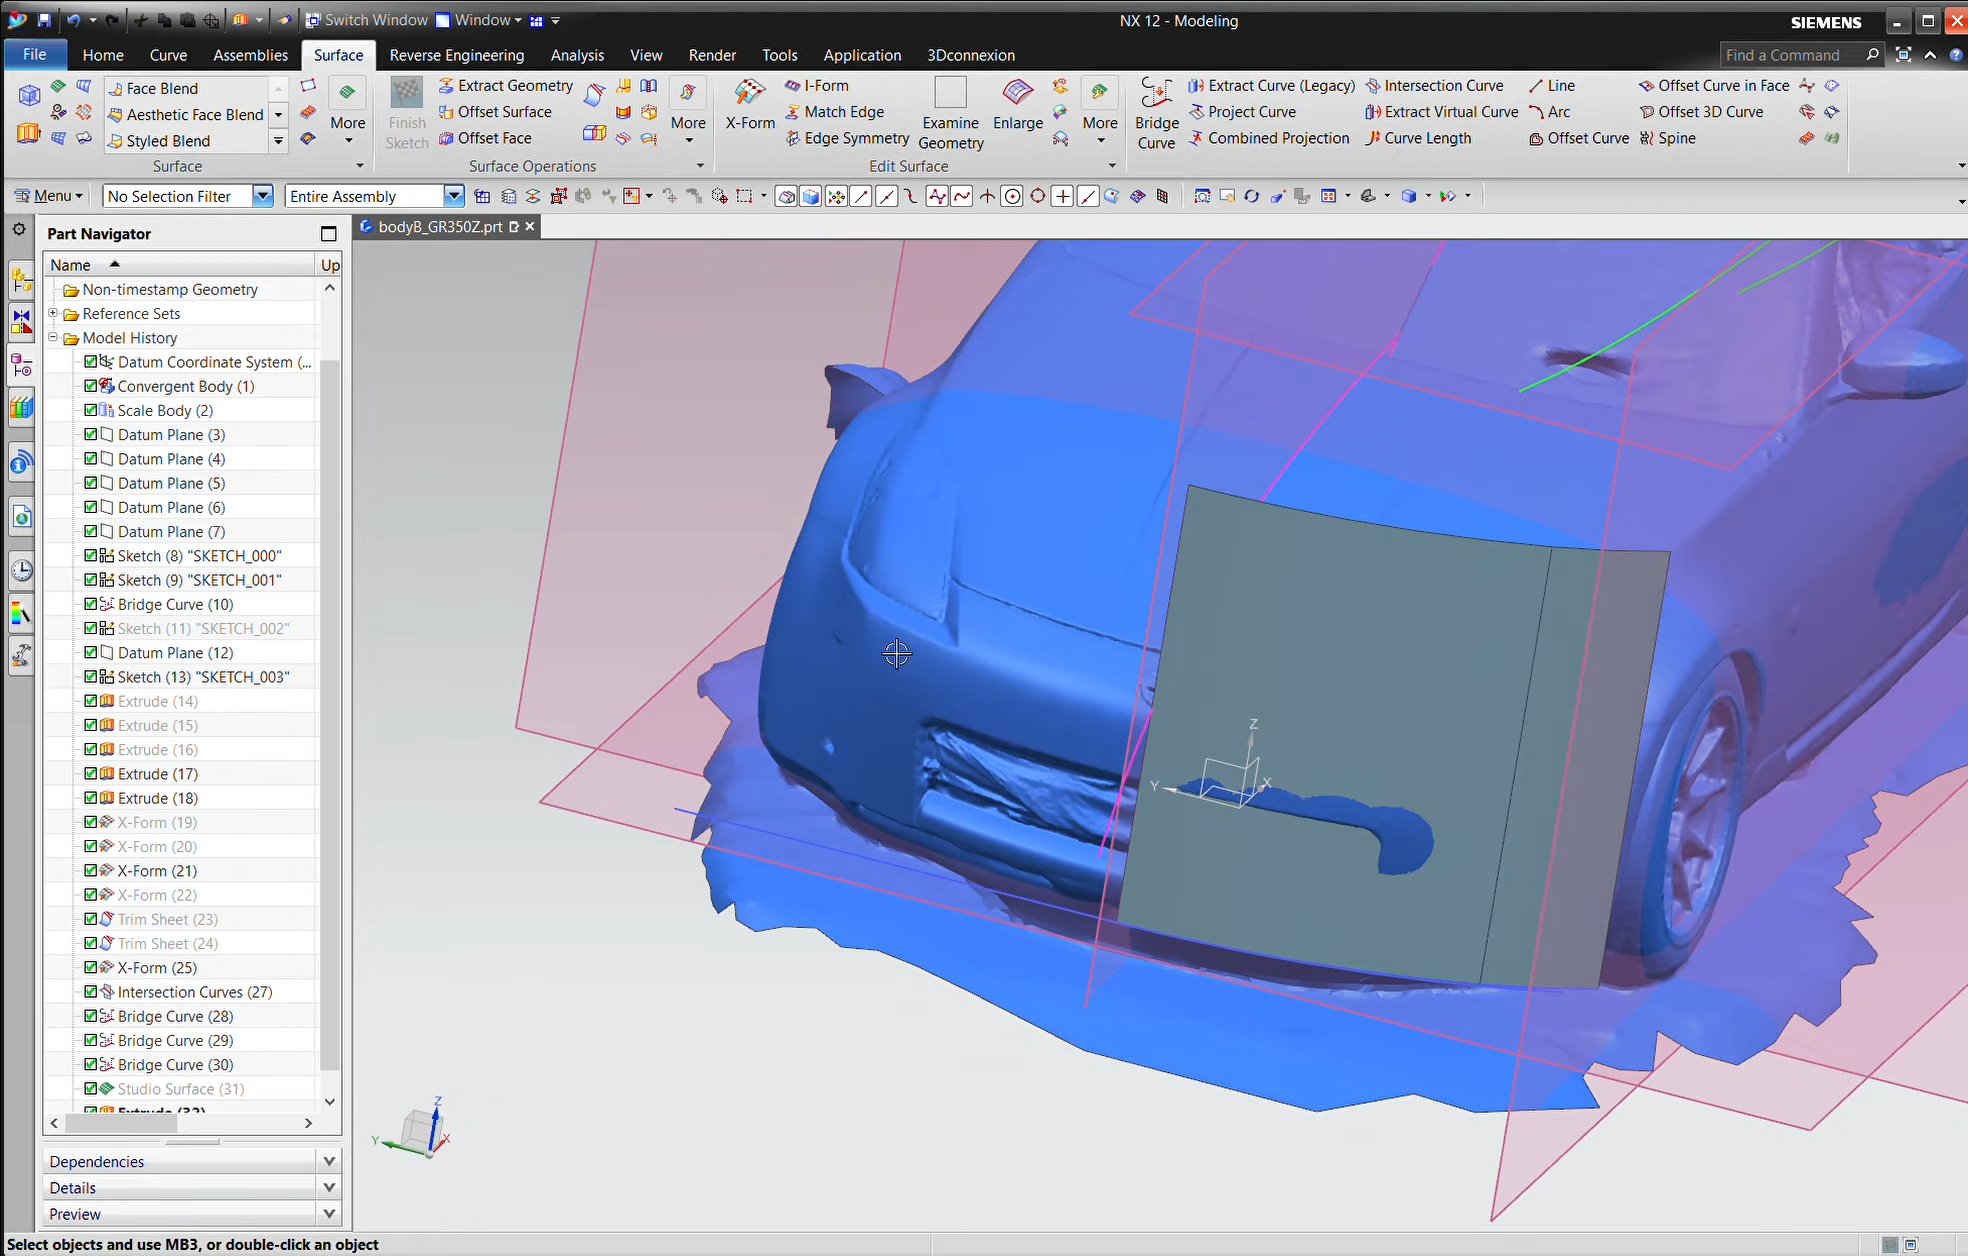 Switch Window Window NX 12 - Modeling SIEMENS
File Home Curve Assemblies Surface Reverse Engineering Analysis View Render Tools Application 3Dconnexion Find a Command
Face Blend Extract Geometry I-Form Extract Curve (Legacy) Intersection Curve Line Offset Curve in Face
Aesthetic Face Blend More Finish Sketch Offset Surface More X-Form Match Edge Examine Geometry Enlarge More Bridge Curve Project Curve Extract Virtual Curve Arc Offset 3D Curve
Styled Blend Offset Face Edge Symmetry Combined Projection Curve Length Offset Curve Spine
Surface Surface Operations Edit Surface
Menu No Selection Filter Entire Assembly
Part Navigator bodyB_GR350Z.prt
Name Up
Non-timestamp Geometry
Reference Sets
Model History
Datum Coordinate System (...
Convergent Body (1)
Scale Body (2)
Datum Plane (3)
Datum Plane (4)
Datum Plane (5)
Datum Plane (6)
Datum Plane (7)
Sketch (8) "SKETCH_000"
Sketch (9) "SKETCH_001"
Bridge Curve (10)
Sketch (11) "SKETCH_002"
Datum Plane (12)
Sketch (13) "SKETCH_003"
Extrude (14)
Extrude (15)
Extrude (16)
Extrude (17)
Extrude (18)
X-Form (19)
X-Form (20)
X-Form (21)
X-Form (22)
Trim Sheet (23)
Trim Sheet (24)
X-Form (25)
Intersection Curves (27)
Bridge Curve (28)
Bridge Curve (29)
Bridge Curve (30)
Studio Surface (31)
Extrude (32)
Z
Y X
Z
Y X
Dependencies
Details
Preview
Select objects and use MB3, or double-click an object